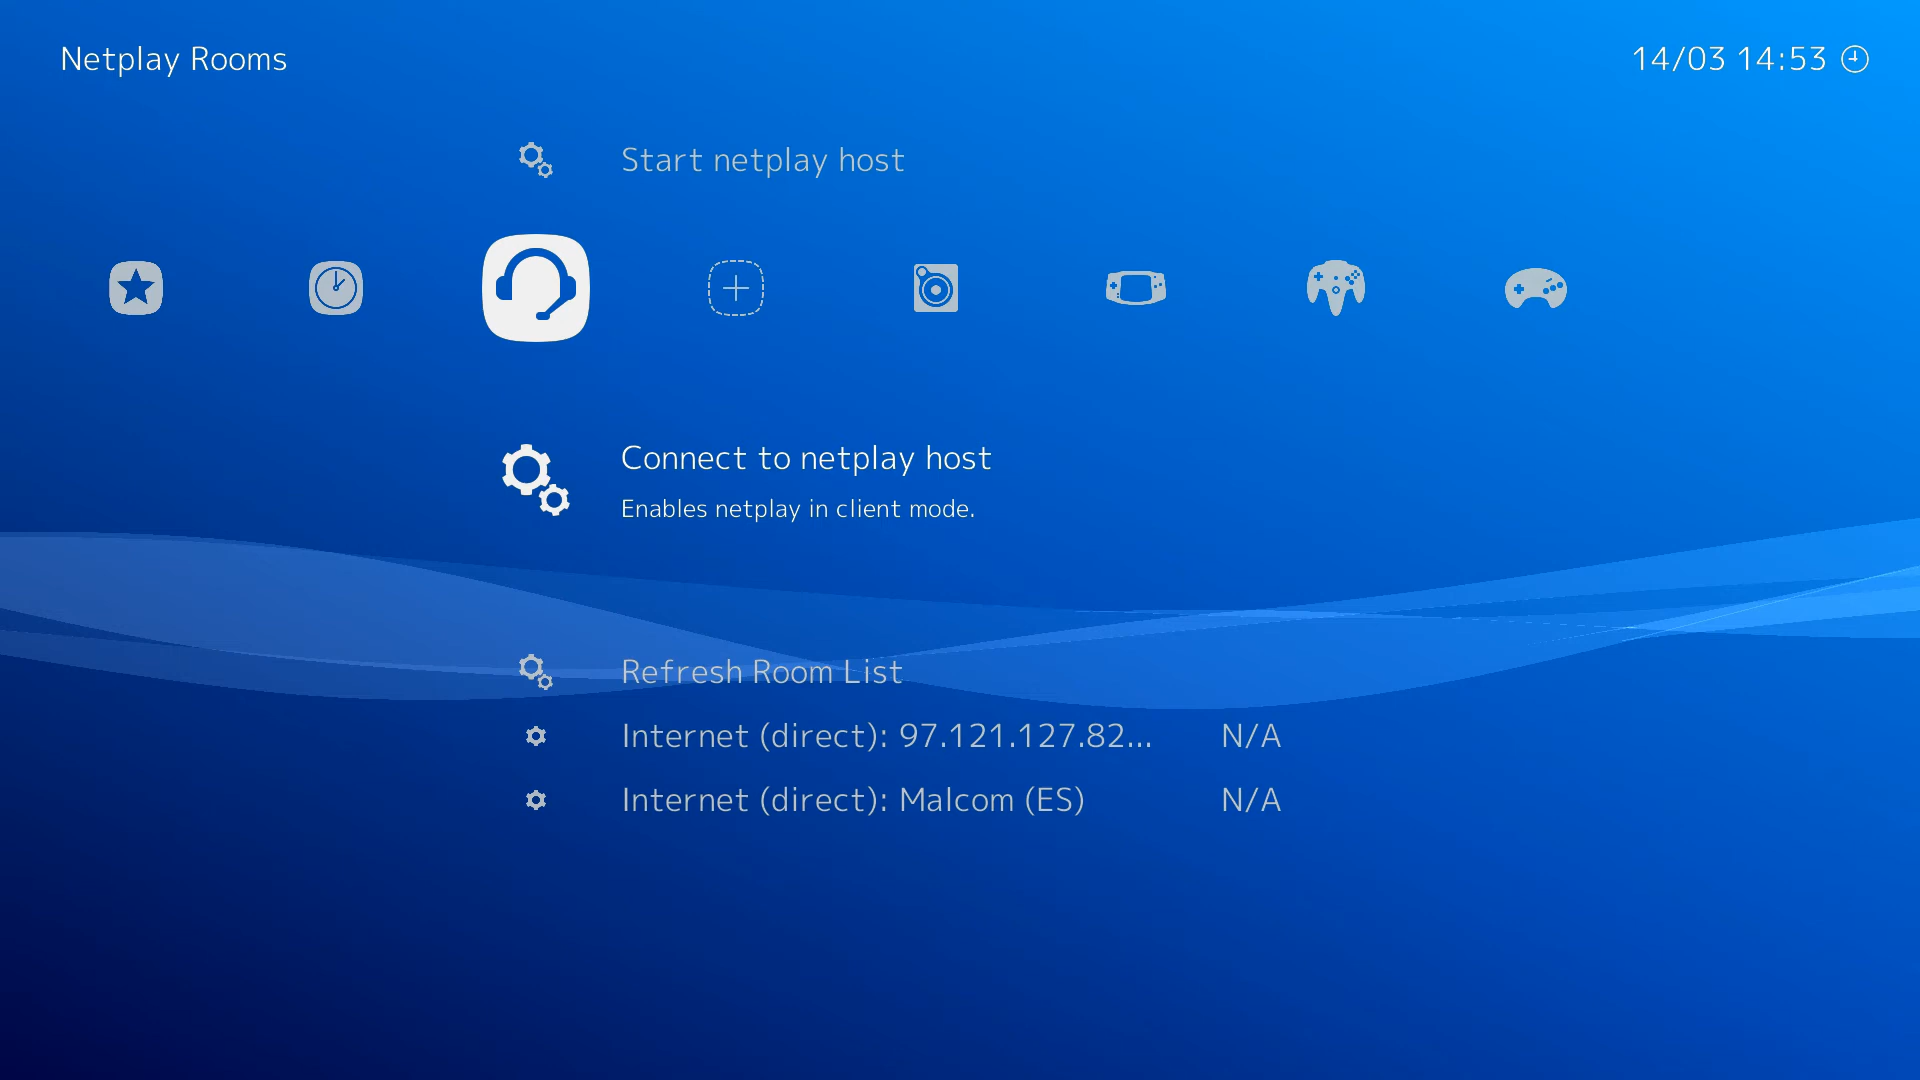 Netplay Rooms
14/03 14:53
Start netplay host
Connect to netplay host
Enables netplay in client mode.
Refresh Room List
Internet (direct): 97.121.127.82... N/A
Internet (direct): Malcom (ES) N/A